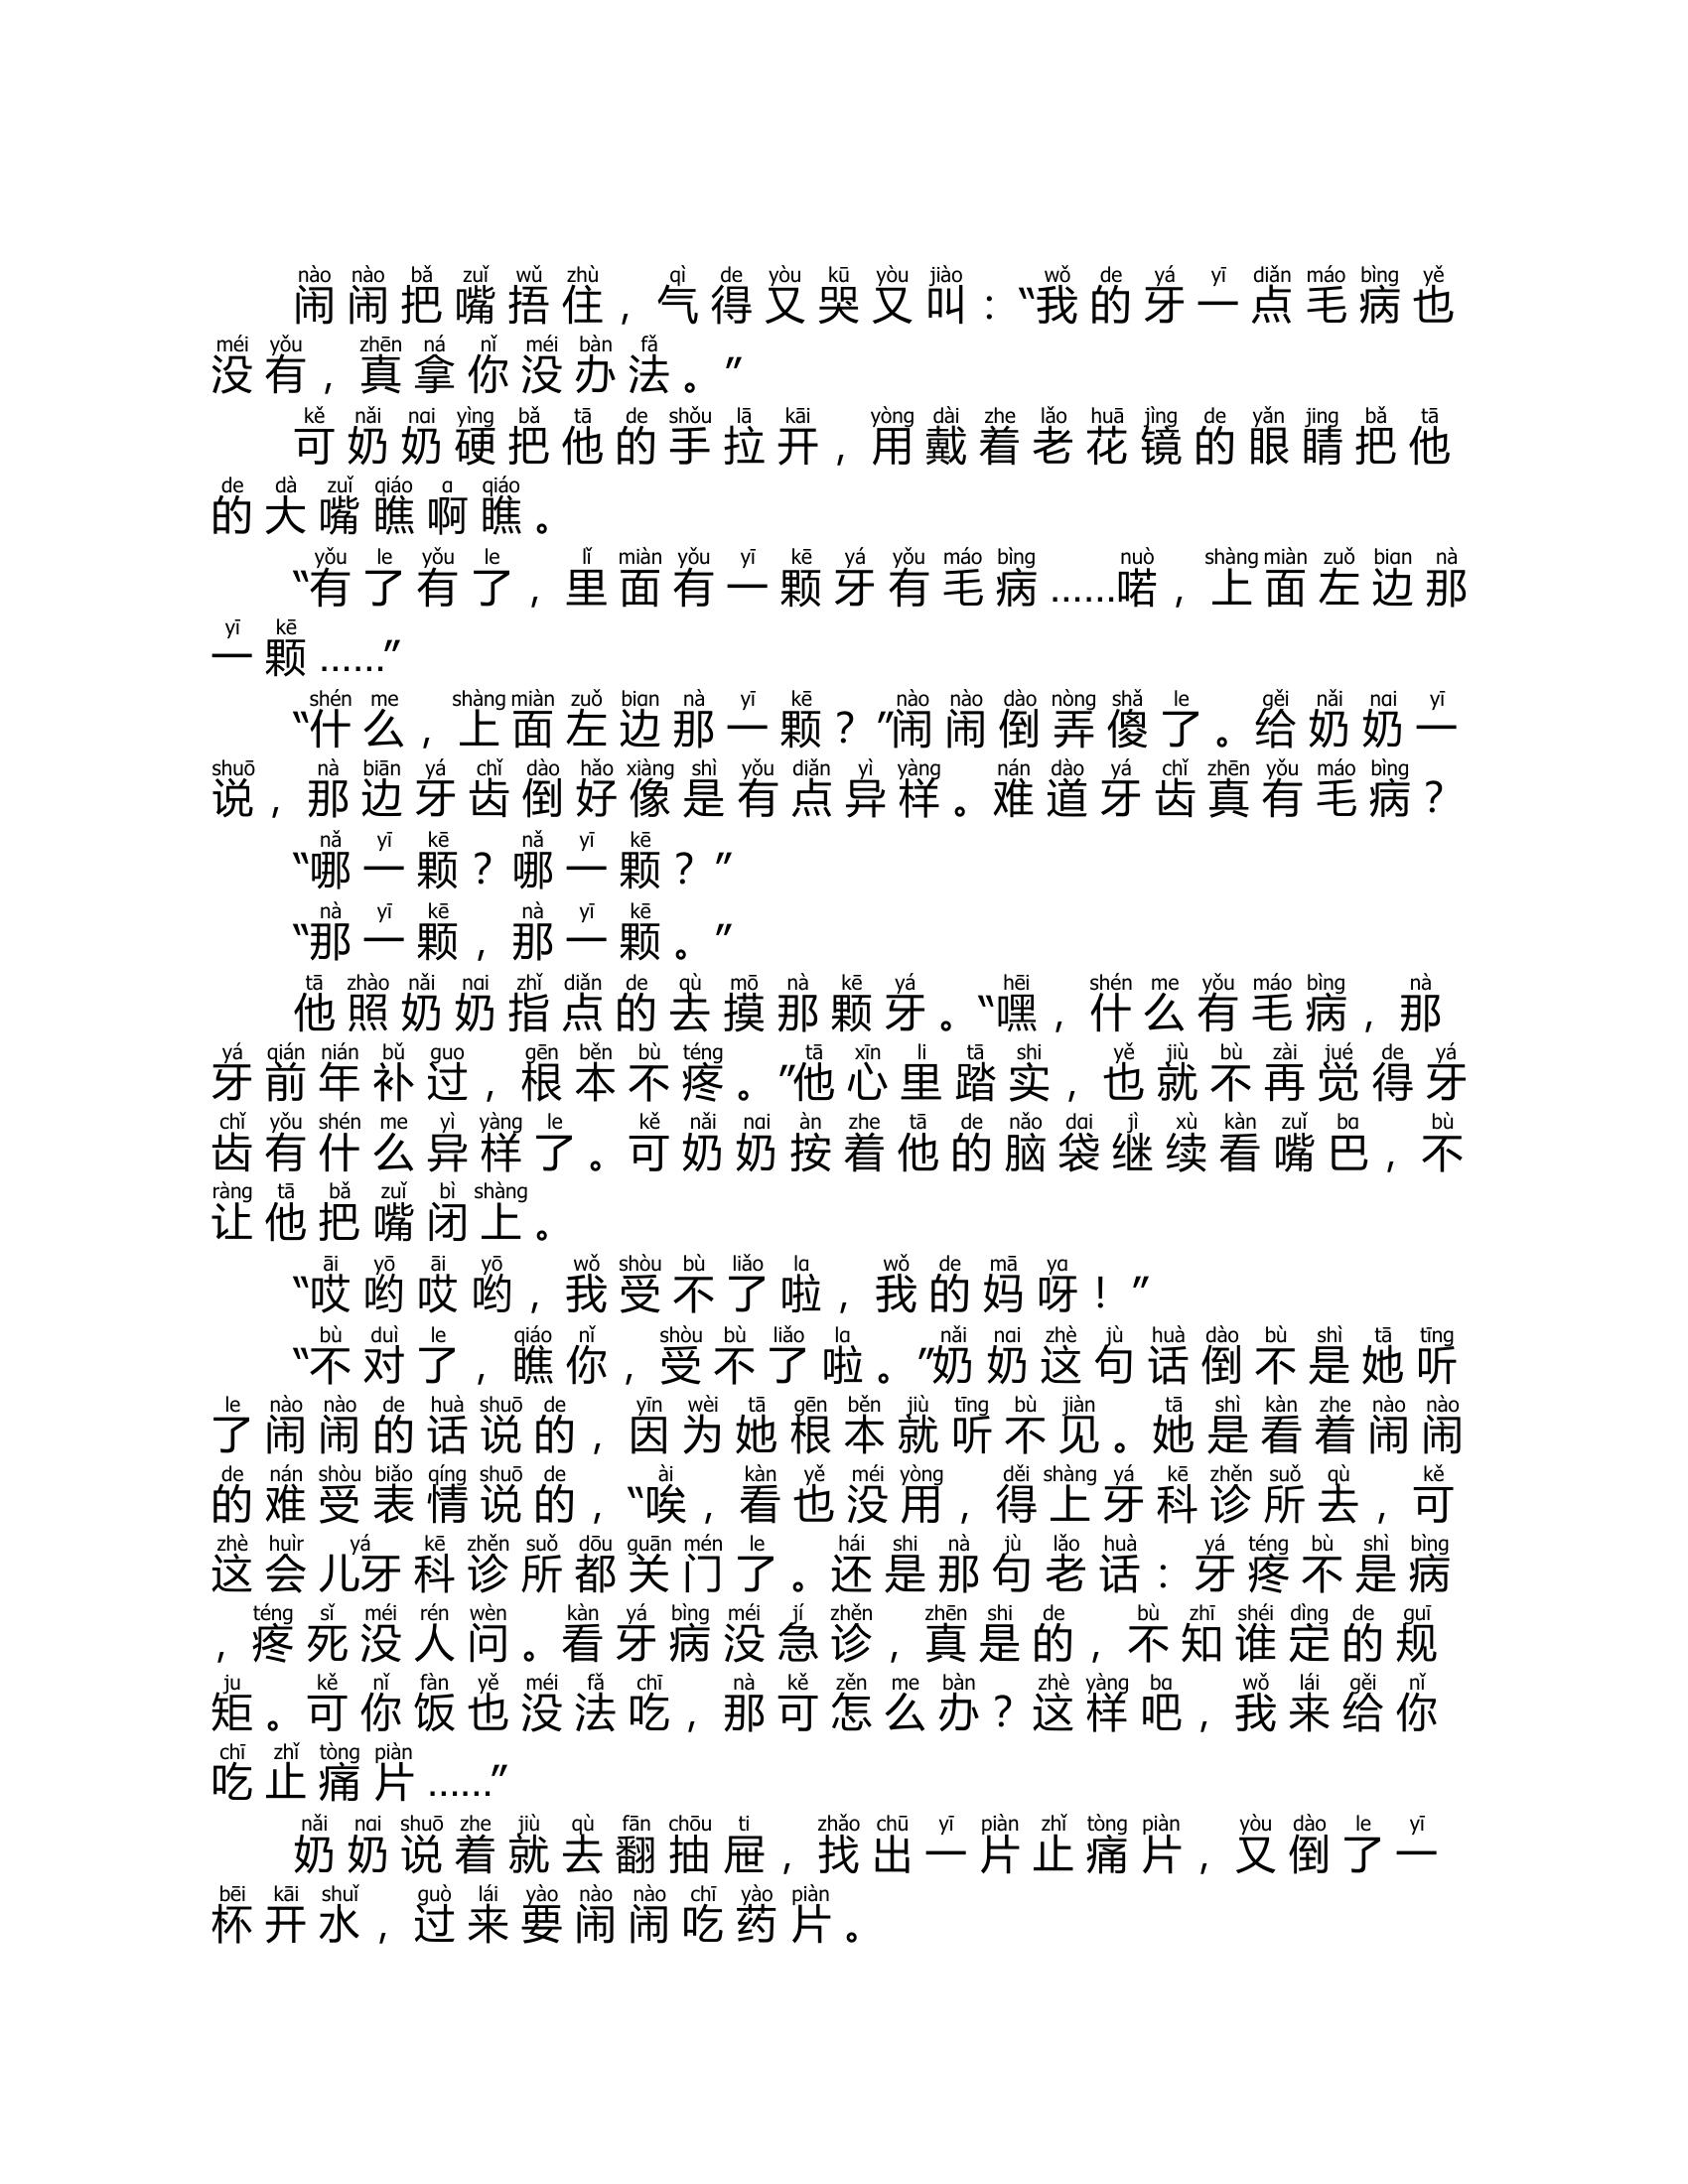 nào nào bǎ zuǐ wǔ zhù qì de yòu kū yòu jiào wǒ de yá yī diǎn máo bìng yě
闹闹把嘴捂住，气得又哭又叫：“我的牙一点毛病也
méi yǒu zhēn ná nǐ méi bàn fǎ
没有，真拿你没办法。”
kě nǎi nɑi yìng bǎ tā de shǒu lā kāi yòng dài zhe lǎo huā jìng de yǎn jing bǎ tā
可奶奶硬把他的手拉开，用戴着老花镜的眼睛把他
de dà zuǐ qiáo ɑ qiáo
的大嘴瞧啊瞧。
yǒu le yǒu le lǐ miàn yǒu yī kē yá yǒu máo bìng nuò shàng miàn zuǒ biɑn nà
“有了有了，里面有一颗牙有毛病……喏，上面左边那
yī kē
一颗……”
shén me shàng miàn zuǒ biɑn nà yī kē nào nào dào nòng shǎ le gěi nǎi nɑi yī
“什么，上面左边那一颗？”闹闹倒弄傻了。给奶奶一
shuō nà biān yá chǐ dào hǎo xiàng shì yǒu diǎn yì yàng nán dào yá chǐ zhēn yǒu máo bìng
说，那边牙齿倒好像是有点异样。难道牙齿真有毛病？
nǎ yī kē nǎ yī kē
“哪一颗？哪一颗？”
nà yī kē nà yī kē
“那一颗，那一颗。”
tā zhào nǎi nɑi zhǐ diǎn de qù mō nà kē yá hēi shén me yǒu máo bìng nà
他照奶奶指点的去摸那颗牙。“嘿，什么有毛病，那
yá qián nián bǔ guo gēn běn bù téng tā xīn li tā shi yě jiù bù zài jué de yá
牙前年补过，根本不疼。”他心里踏实，也就不再觉得牙
chǐ yǒu shén me yì yàng le kě nǎi nɑi àn zhe tā de nǎo dɑi jì xù kàn zuǐ bɑ bù
齿有什么异样了。可奶奶按着他的脑袋继续看嘴巴，不
ràng tā bǎ zuǐ bì shàng
让他把嘴闭上。
āi yō āi yō wǒ shòu bù liǎo lɑ wǒ de mā yɑ
“哎哟哎哟，我受不了啦，我的妈呀！”
bù duì le qiáo nǐ shòu bù liǎo lɑ nǎi nɑi zhè jù huà dào bù shì tā tīng
“不对了，瞧你，受不了啦。”奶奶这句话倒不是她听
le nào nào de huà shuō de yīn wèi tā gēn běn jiù tīng bù jiàn tā shì kàn zhe nào nào
了闹闹的话说的，因为她根本就听不见。她是看着闹闹
de nán shòu biǎo qíng shuō de ài kàn yě méi yòng děi shàng yá kē zhěn suǒ qù kě
的难受表情说的，“唉，看也没用，得上牙科诊所去，可
zhè huìr yá kē zhěn suǒ dōu guān mén le hái shi nà jù lǎo huà yá téng bù shì bìng
这会儿牙科诊所都关门了。还是那句老话：牙疼不是病
téng sǐ méi rén wèn kàn yá bìng méi jí zhěn zhēn shi de bù zhī shéi dìng de guī
，疼死没人问。看牙病没急诊，真是的，不知谁定的规
ju kě nǐ fàn yě méi fǎ chī nà kě zěn me bàn zhè yàng bɑ wǒ lái gěi nǐ
矩。可你饭也没法吃，那可怎么办？这样吧，我来给你
chī zhǐ tòng piàn
吃止痛片……”
nǎi nɑi shuō zhe jiù qù fān chōu ti zhǎo chū yī piàn zhǐ tòng piàn yòu dào le yī
奶奶说着就去翻抽屉，找出一片止痛片，又倒了一
bēi kāi shuǐ guò lái yào nào nào chī yào piàn
杯开水，过来要闹闹吃药片。